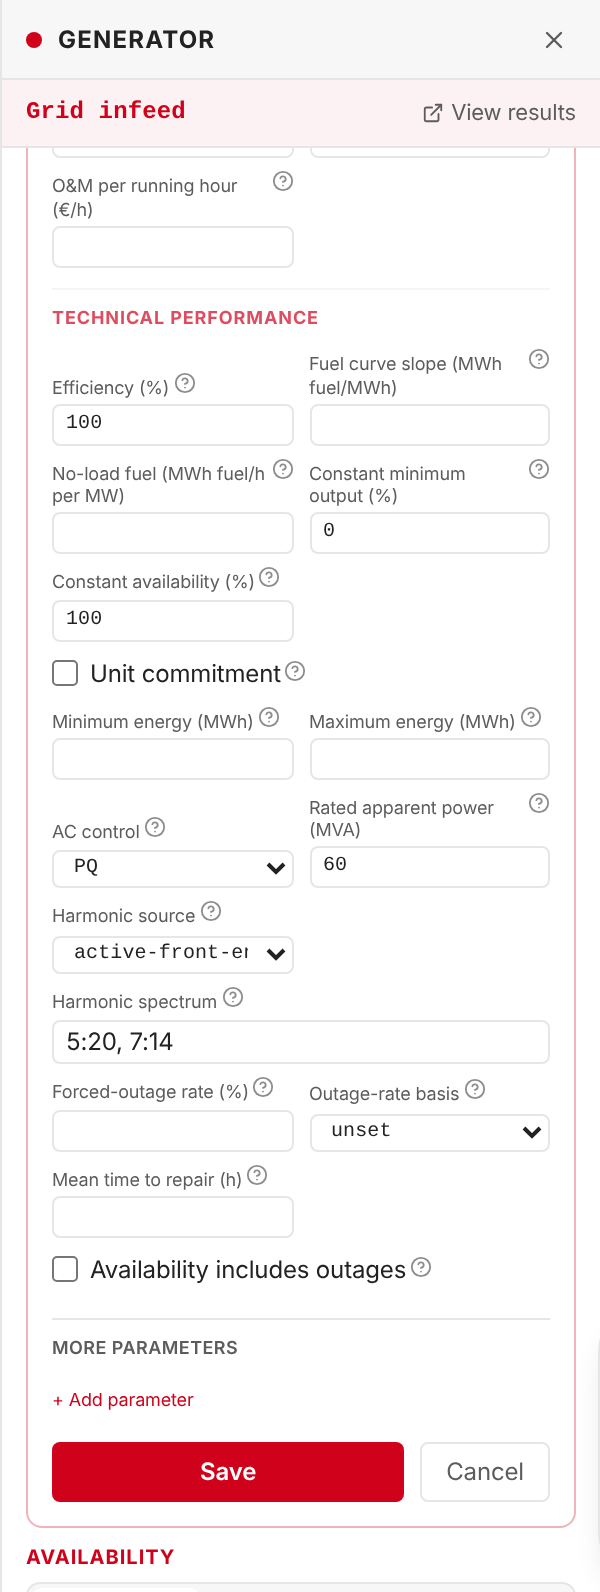 GENERATOR
Grid infeed
View results
O&M per running hour
(€/h)
TECHNICAL PERFORMANCE
Efficiency (%)
Fuel curve slope (MWh
fuel/MWh)
100
No-load fuel (MWh fuel/h
per MW)
Constant minimum
output (%)
0
Constant availability (%)
100
Unit commitment
Minimum energy (MWh)
Maximum energy (MWh)
AC control
Rated apparent power
(MVA)
PQ
60
Harmonic source
active-front-er
Harmonic spectrum
5:20, 7:14
Forced-outage rate (%)
Outage-rate basis
unset
Mean time to repair (h)
Availability includes outages
MORE PARAMETERS
+ Add parameter
Save
Cancel
AVAILABILITY